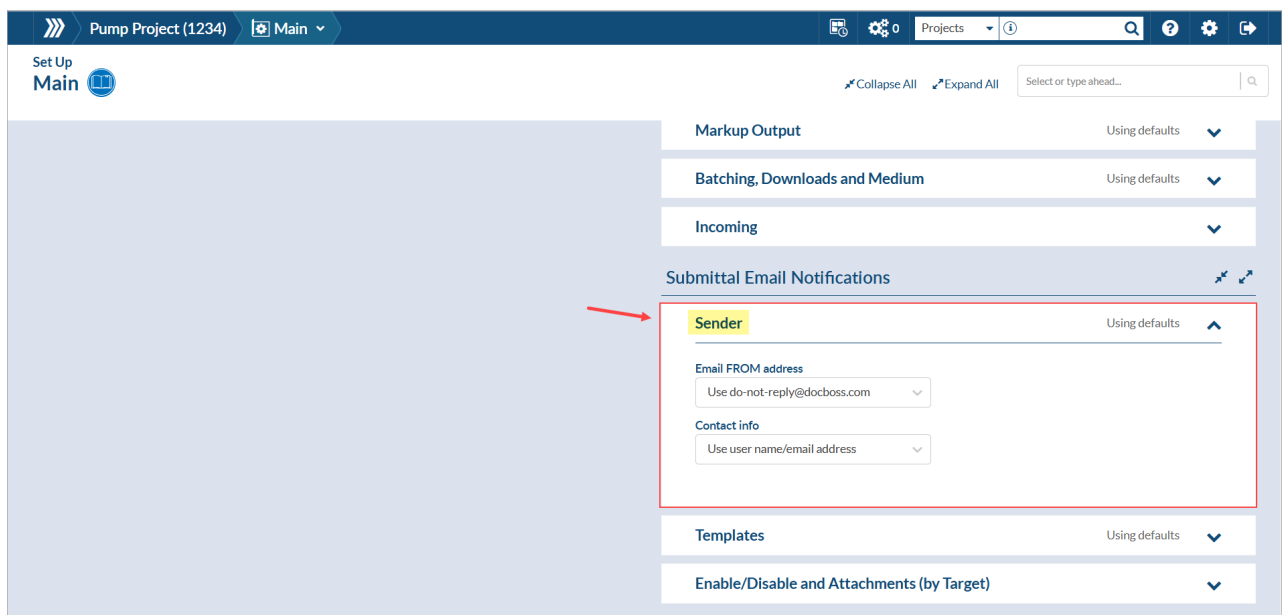 Pump Project (1234) Main 0 Projects
Set Up
Main
Collapse All Expand All Select or type ahead...
Markup Output Using defaults
Batching, Downloads and Medium Using defaults
Incoming
Submittal Email Notifications
Sender Using defaults
Email FROM address
Use do-not-reply@docboss.com
Contact info
Use user name/email address
Templates Using defaults
Enable/Disable and Attachments (by Target)